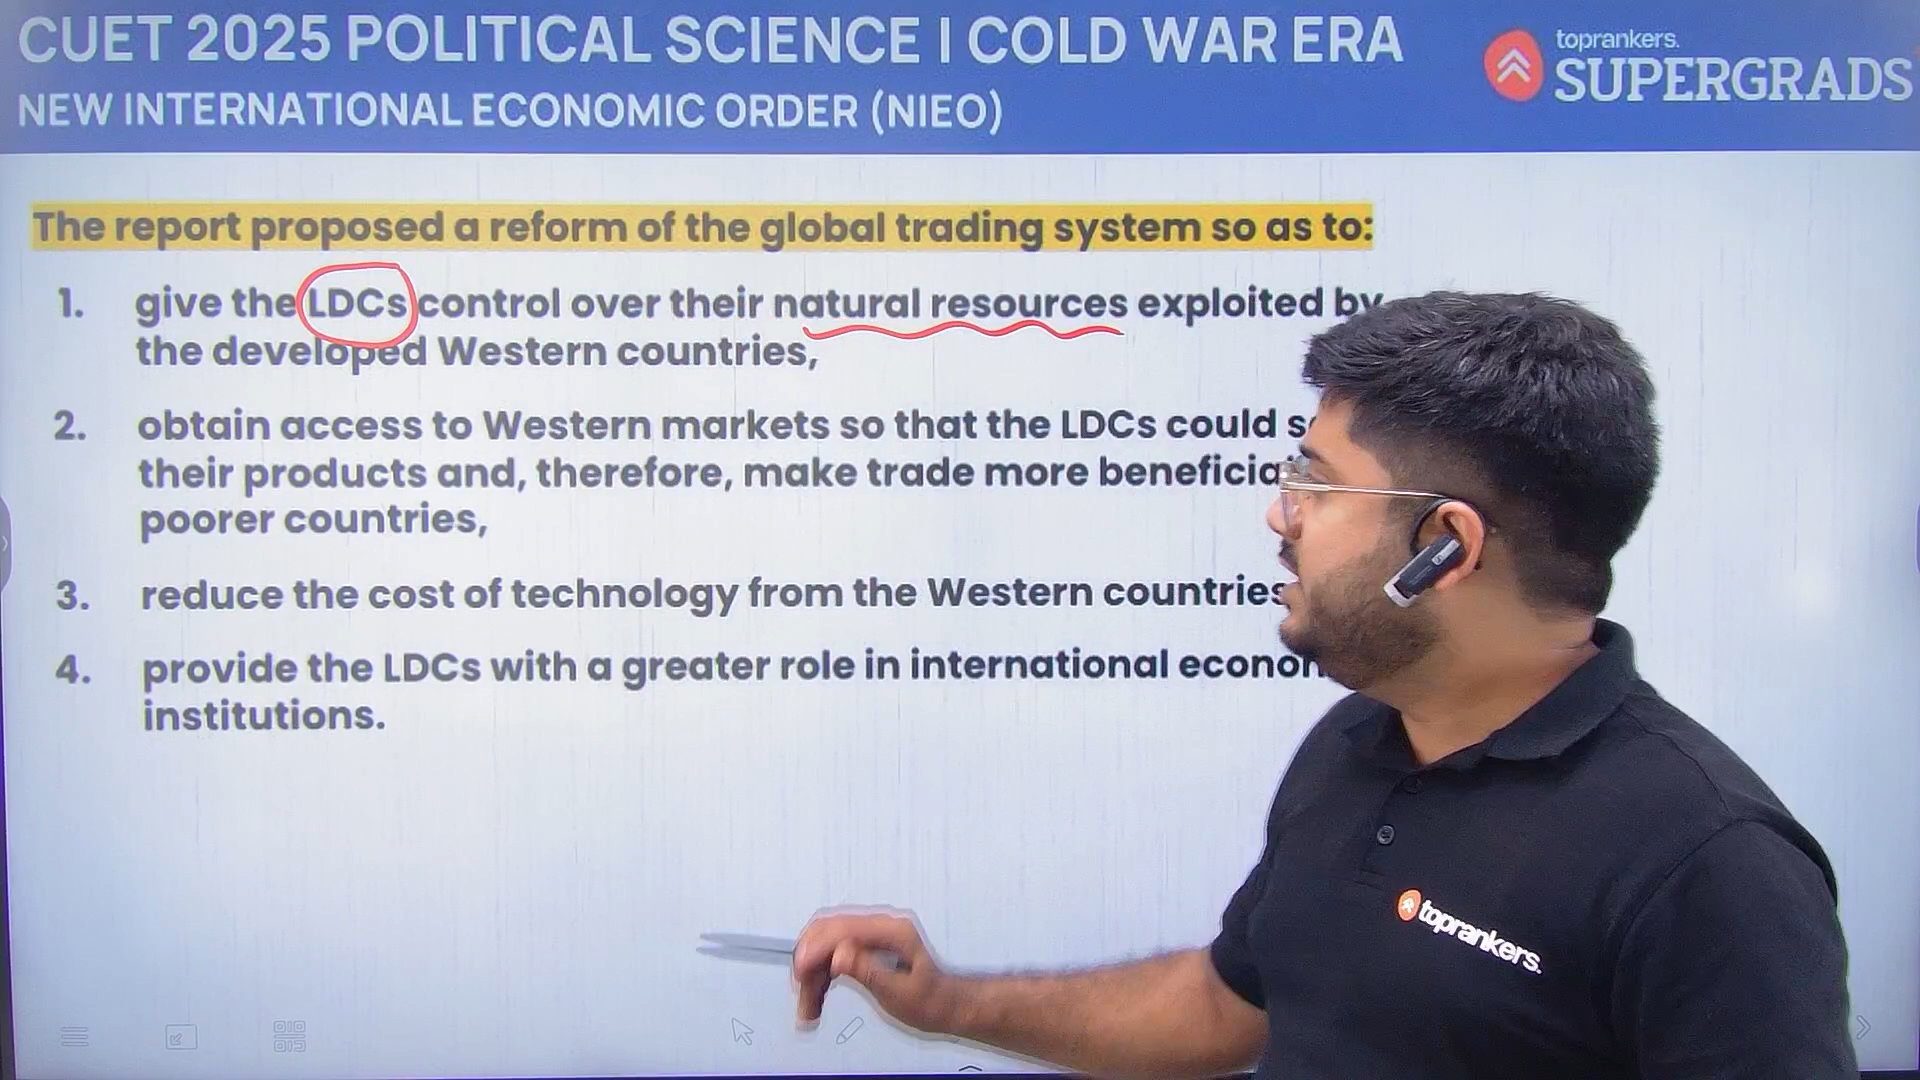 CUET 2025 POLITICAL SCIENCE | COLD WAR ERA
NEW INTERNATIONAL ECONOMIC ORDER (NIEO)
toprankers.
SUPERGRADS
The report proposed a reform of the global trading system so as to:
1. give the LDCs control over their natural resources exploited by
the developed Western countries,
2. obtain access to Western markets so that the LDCs could
their products and, therefore, make trade more
poorer countries,
3. reduce the cost of technology from the Western countries
4. provide the LDCs with a greater role in international
institutions.
toprankers.